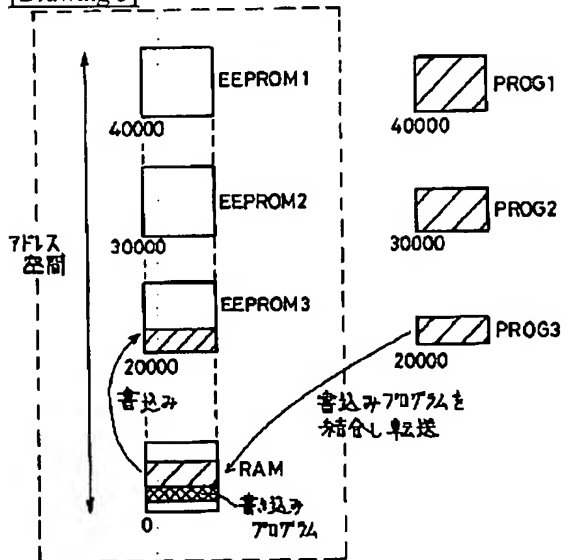 [Drawing 3]
EEPROM1
PROG1
40000
40000
EEPROM2
PROG2
30000
30000
アドレス
空間
EEPROM3
PROG3
20000
20000
書込み
書込みプログラムを
結合し転送
RAM
書き込み
プログラム
0